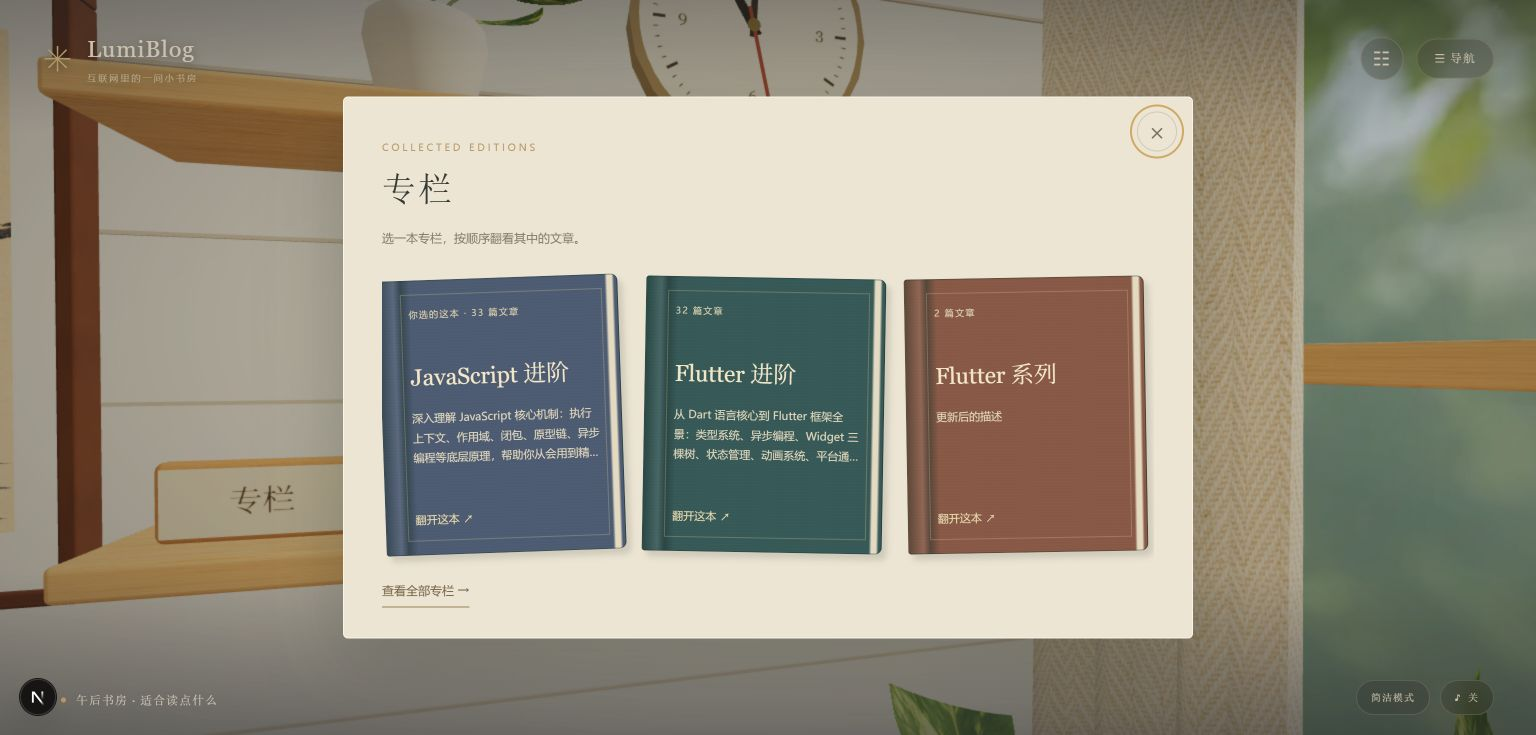 LumiBlog
互联网里的一间小书房
9
3
6
☰ 导航
COLLECTED EDITIONS
专栏
选一本专栏，按顺序翻看其中的文章。
你选的这本 · 33 篇文章
JavaScript 进阶
深入理解 JavaScript 核心机制：执行
上下文、作用域、闭包、原型链、异步
编程等底层原理，帮助你从会用到精…
翻开这本 ↗
32 篇文章
Flutter 进阶
从 Dart 语言核心到 Flutter 框架全
景：类型系统、异步编程、Widget 三
棵树、状态管理、动画系统、平台通…
翻开这本 ↗
2 篇文章
Flutter 系列
更新后的描述
翻开这本 ↗
专栏
查看全部专栏 →
N
午后书房 · 适合读点什么
简洁模式
♪ 关